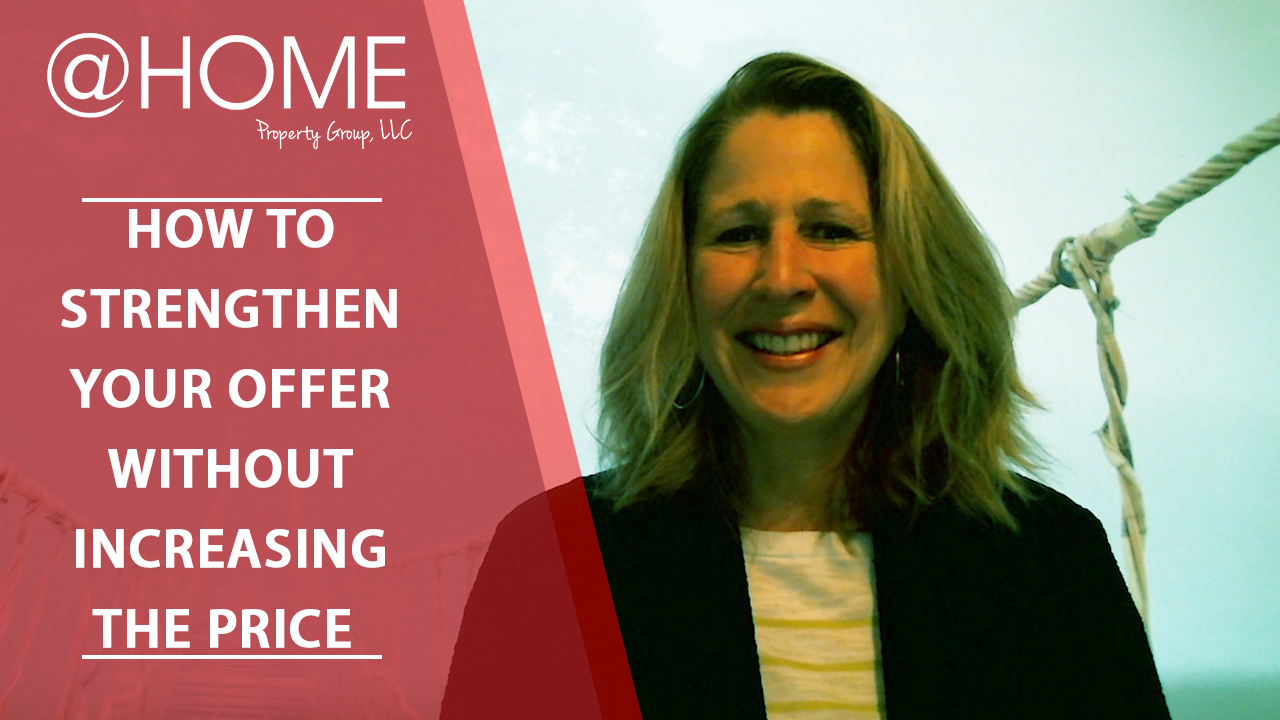 @HOME
Property Group, LLC
HOW TO
STRENGTHEN
YOUR OFFER
WITHOUT
INCREASING
THE PRICE